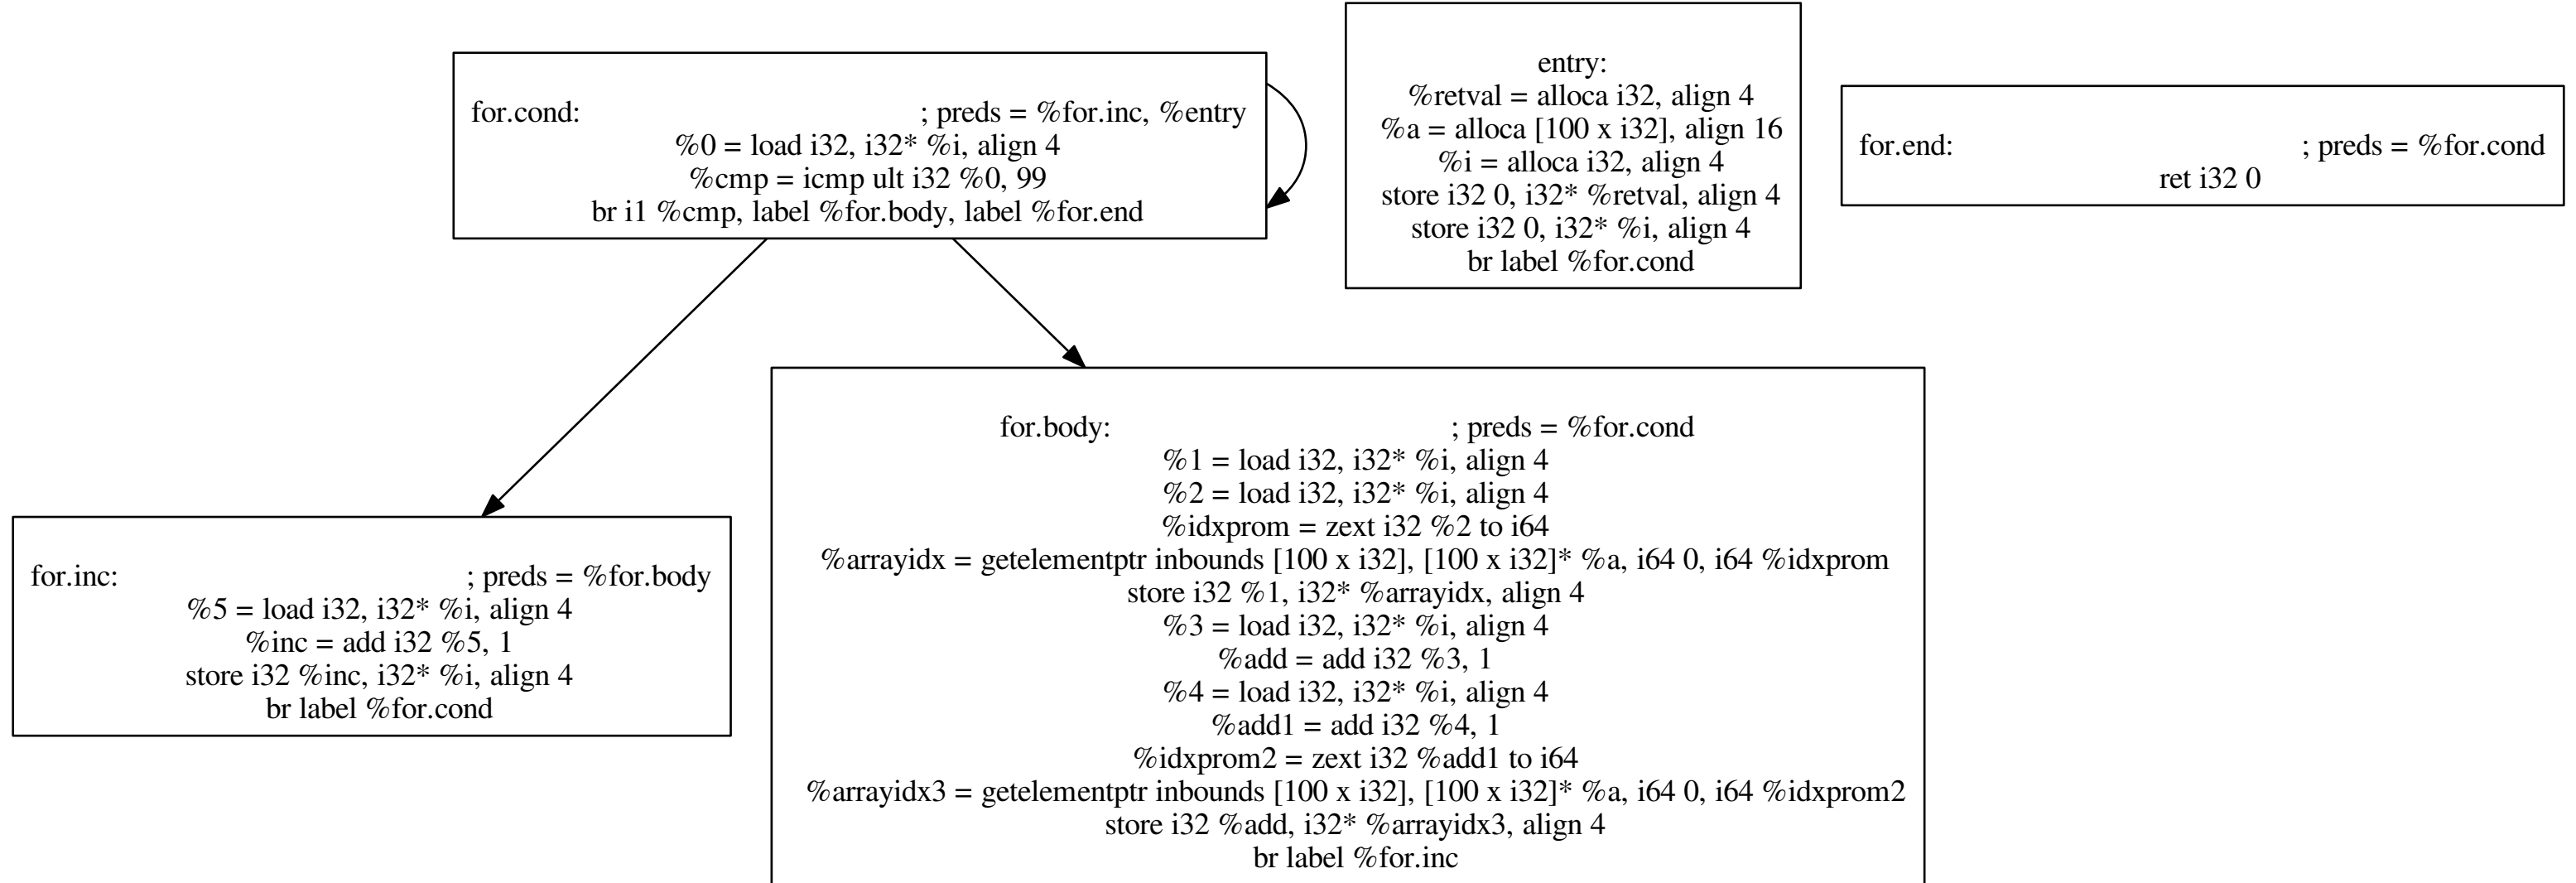 for.cond: ; preds = %for.inc, %entry
%0 = load i32, i32* %i, align 4
%cmp = icmp ult i32 %0, 99
br i1 %cmp, label %for.body, label %for.end
entry:
%retval = alloca i32, align 4
%a = alloca [100 x i32], align 16
%i = alloca i32, align 4
store i32 0, i32* %retval, align 4
store i32 0, i32* %i, align 4
br label %for.cond
for.end: ; preds = %for.cond
ret i32 0
for.inc: ; preds = %for.body
%5 = load i32, i32* %i, align 4
%inc = add i32 %5, 1
store i32 %inc, i32* %i, align 4
br label %for.cond
for.body: ; preds = %for.cond
%1 = load i32, i32* %i, align 4
%2 = load i32, i32* %i, align 4
%idxprom = zext i32 %2 to i64
%arrayidx = getelementptr inbounds [100 x i32], [100 x i32]* %a, i64 0, i64 %idxprom
store i32 %1, i32* %arrayidx, align 4
%3 = load i32, i32* %i, align 4
%add = add i32 %3, 1
%4 = load i32, i32* %i, align 4
%add1 = add i32 %4, 1
%idxprom2 = zext i32 %add1 to i64
%arrayidx3 = getelementptr inbounds [100 x i32], [100 x i32]* %a, i64 0, i64 %idxprom2
store i32 %add, i32* %arrayidx3, align 4
br label %for.inc